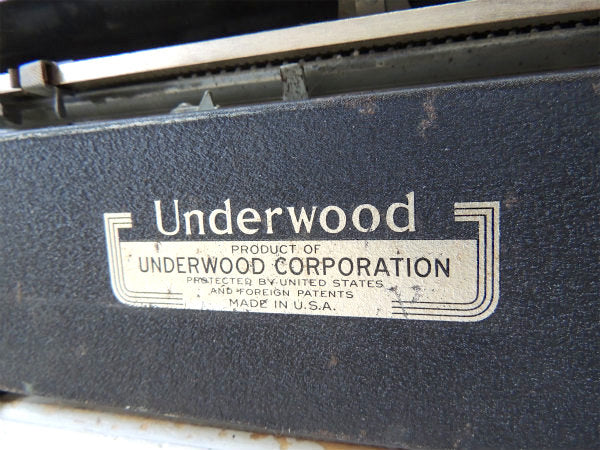 Underwood
PRODUCT OF
UNDERWOOD CORPORATION
PROTECTED BY UNITED STATES
AND FOREIGN PATENTS
MADE IN U.S.A.